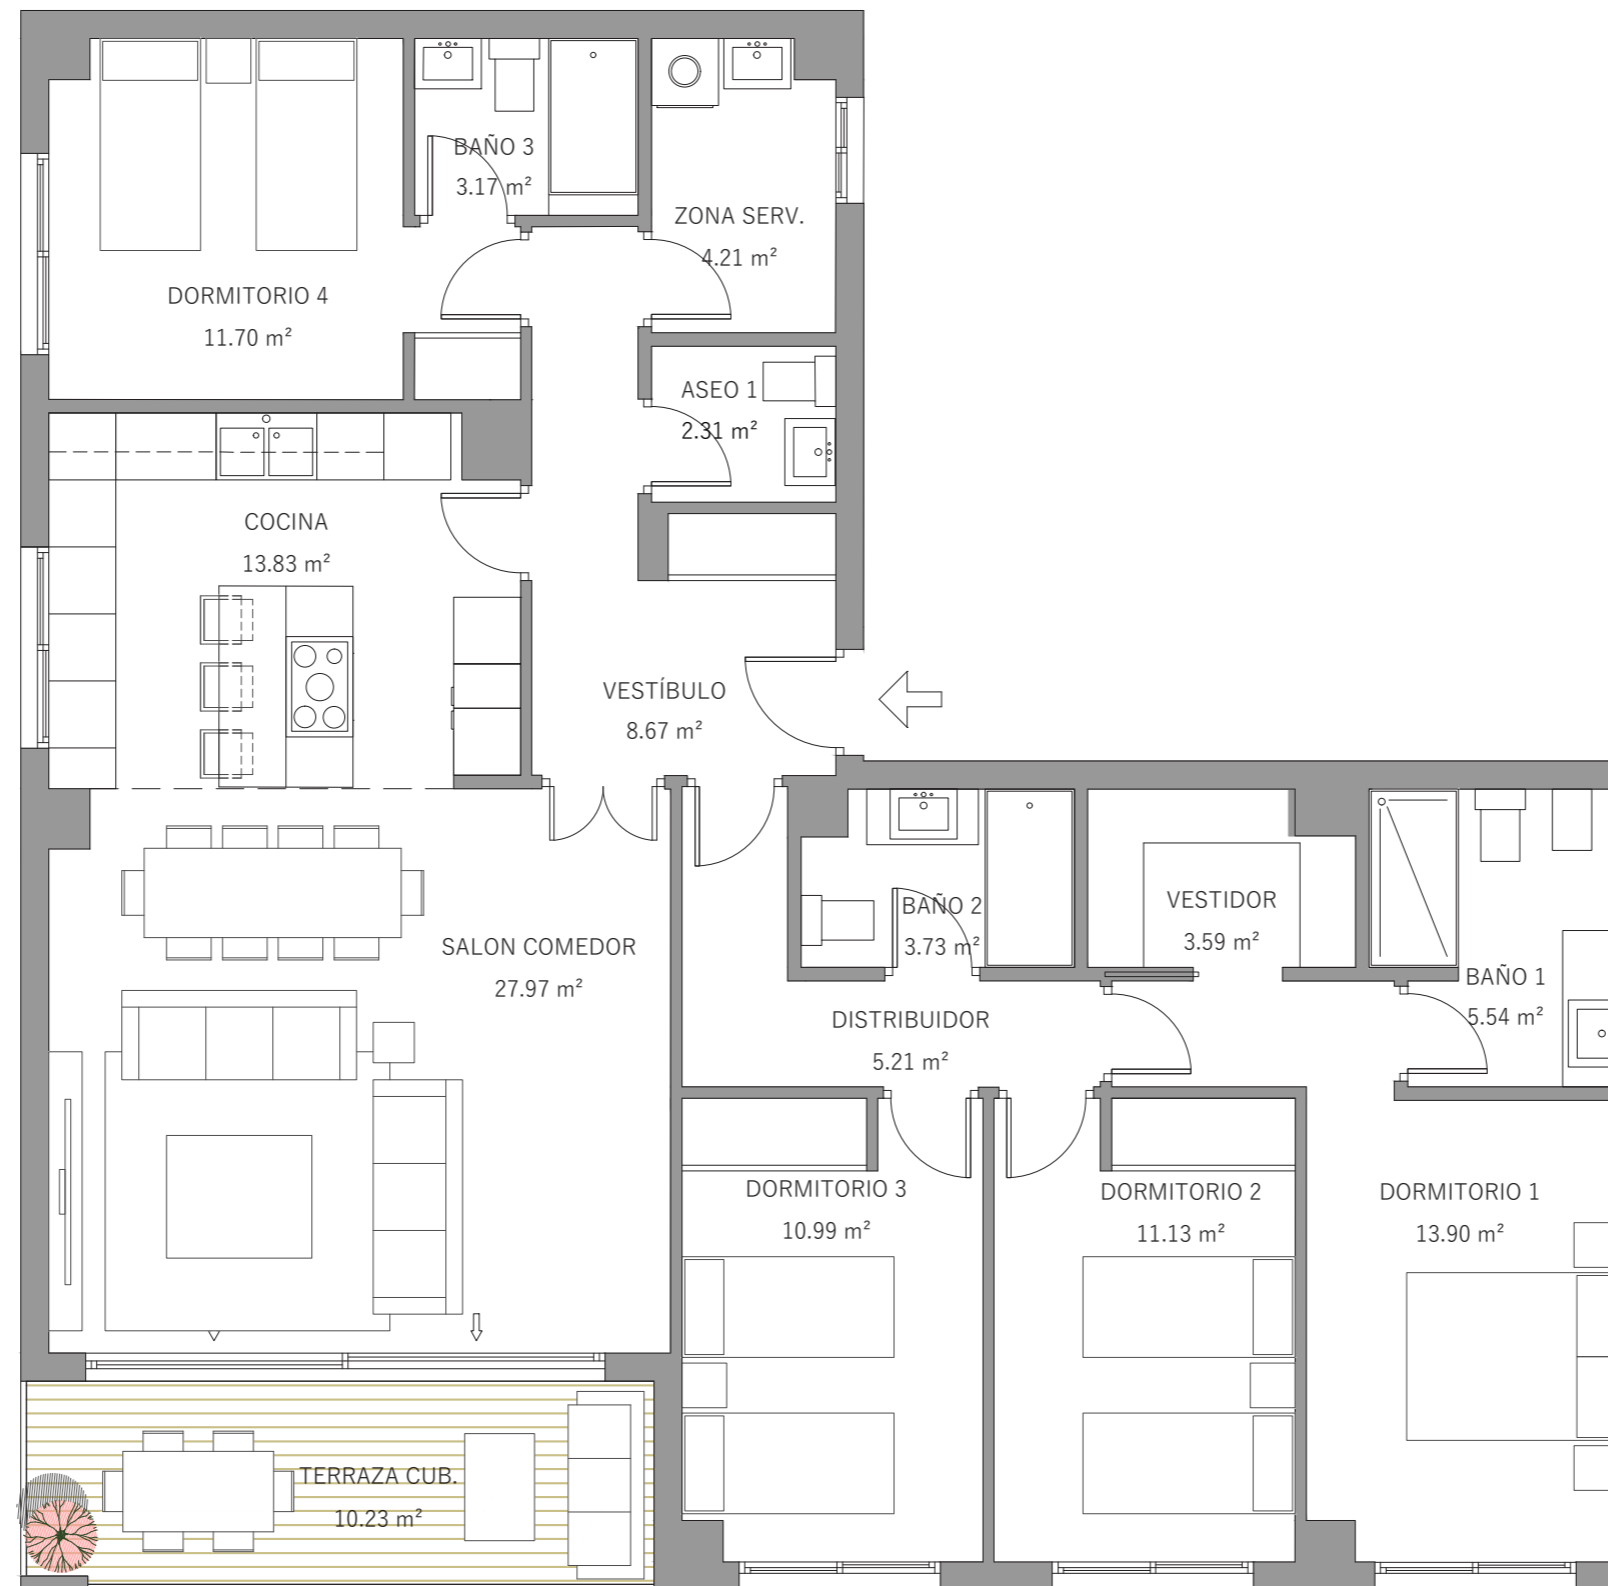 BAÑO 3
3.17 m²
ZONA SERV.
4.21 m²
DORMITORIO 4
11.70 m²
ASEO 1
2.31 m²
COCINA
13.83 m²
VESTÍBULO
8.67 m²
BAÑO 2
3.73 m²
VESTIDOR
3.59 m²
SALON COMEDOR
27.97 m²
BAÑO 1
5.54 m²
DISTRIBUIDOR
5.21 m²
DORMITORIO 3
10.99 m²
DORMITORIO 2
11.13 m²
DORMITORIO 1
13.90 m²
TERRAZA CUB.
10.23 m²